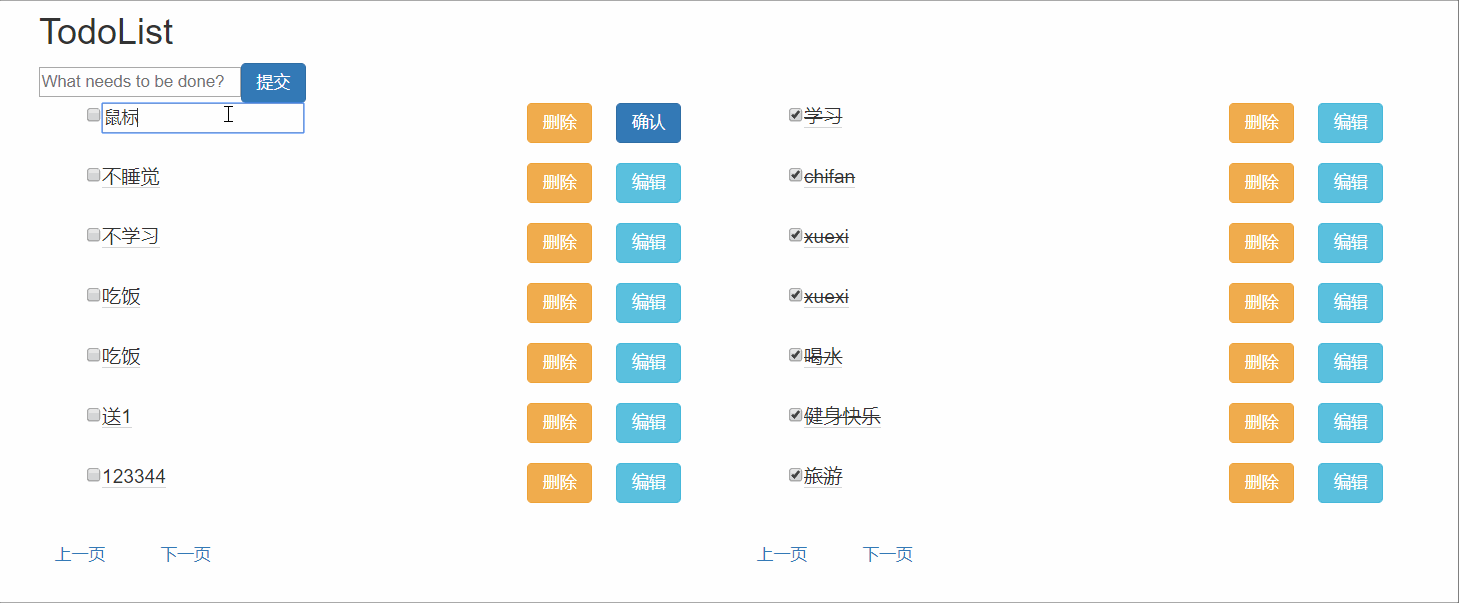 TodoList
What needs to be done? 提交
鼠标 删除 确认 学习 删除 编辑
不睡觉 删除 编辑 chifan 删除 编辑
不学习 删除 编辑 xuexi 删除 编辑
吃饭 删除 编辑 xuexi 删除 编辑
吃饭 删除 编辑 喝水 删除 编辑
送1 删除 编辑 健身快乐 删除 编辑
123344 删除 编辑 旅游 删除 编辑
上一页 下一页 上一页 下一页